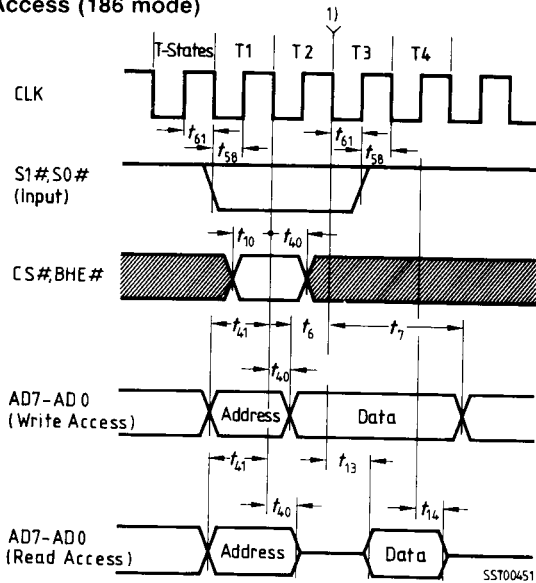 Access (186 mode)
1)
T-States T1 T2 T3 T4
CLK
t61 t61
t58 t58
S1#,S0#
(Input)
t10 t40
CS#,BHE#
t41 t6 t7
t40
AD7-AD0
(Write Access)
Address Data
t41 t13
t40 t14
AD7-AD0
(Read Access)
Address Data
SST00451